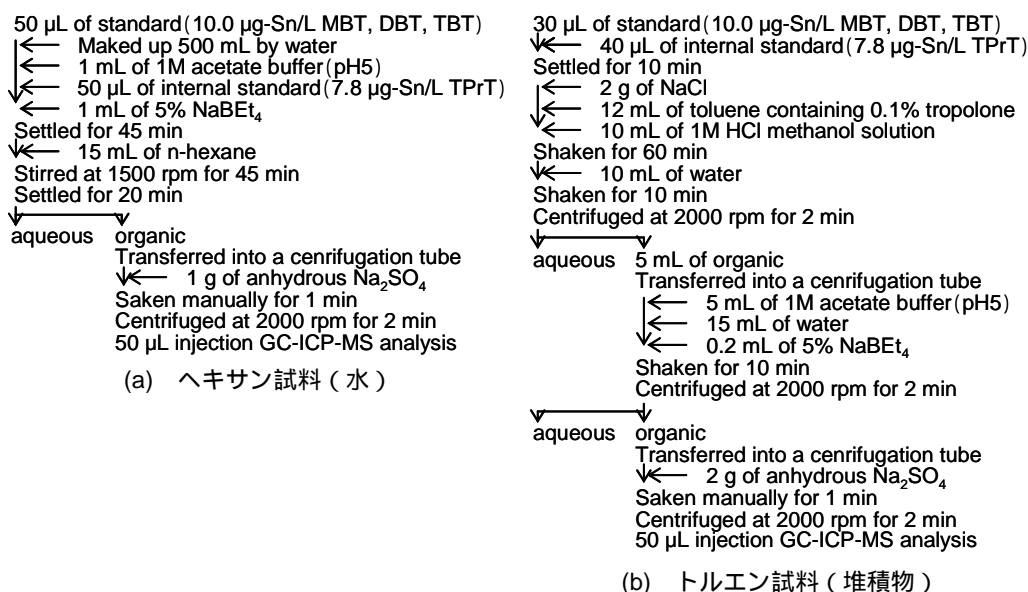 50 µL of standard(10.0 µg-Sn/L MBT, DBT, TBT)
Maked up 500 mL by water
1 mL of 1M acetate buffer(pH5)
50 µL of internal standard(7.8 µg-Sn/L TPrT)
1 mL of 5% NaBEt₄
Settled for 45 min
15 mL of n-hexane
Stirred at 1500 rpm for 45 min
Settled for 20 min
aqueous organic
Transferred into a cenrifugation tube
1 g of anhydrous Na₂SO₄
Saken manually for 1 min
Centrifuged at 2000 rpm for 2 min
50 µL injection GC-ICP-MS analysis
(a) ヘキサン試料（水）
30 µL of standard(10.0 µg-Sn/L MBT, DBT, TBT)
40 µL of internal standard(7.8 µg-Sn/L TPrT)
Settled for 10 min
2 g of NaCl
12 mL of toluene containing 0.1% tropolone
10 mL of 1M HCl methanol solution
Shaken for 60 min
10 mL of water
Shaken for 10 min
Centrifuged at 2000 rpm for 2 min
aqueous 5 mL of organic
Transferred into a cenrifugation tube
5 mL of 1M acetate buffer(pH5)
15 mL of water
0.2 mL of 5% NaBEt₄
Shaken for 10 min
Centrifuged at 2000 rpm for 2 min
aqueous organic
Transferred into a cenrifugation tube
2 g of anhydrous Na₂SO₄
Saken manually for 1 min
Centrifuged at 2000 rpm for 2 min
50 µL injection GC-ICP-MS analysis
(b) トルエン試料（堆積物）